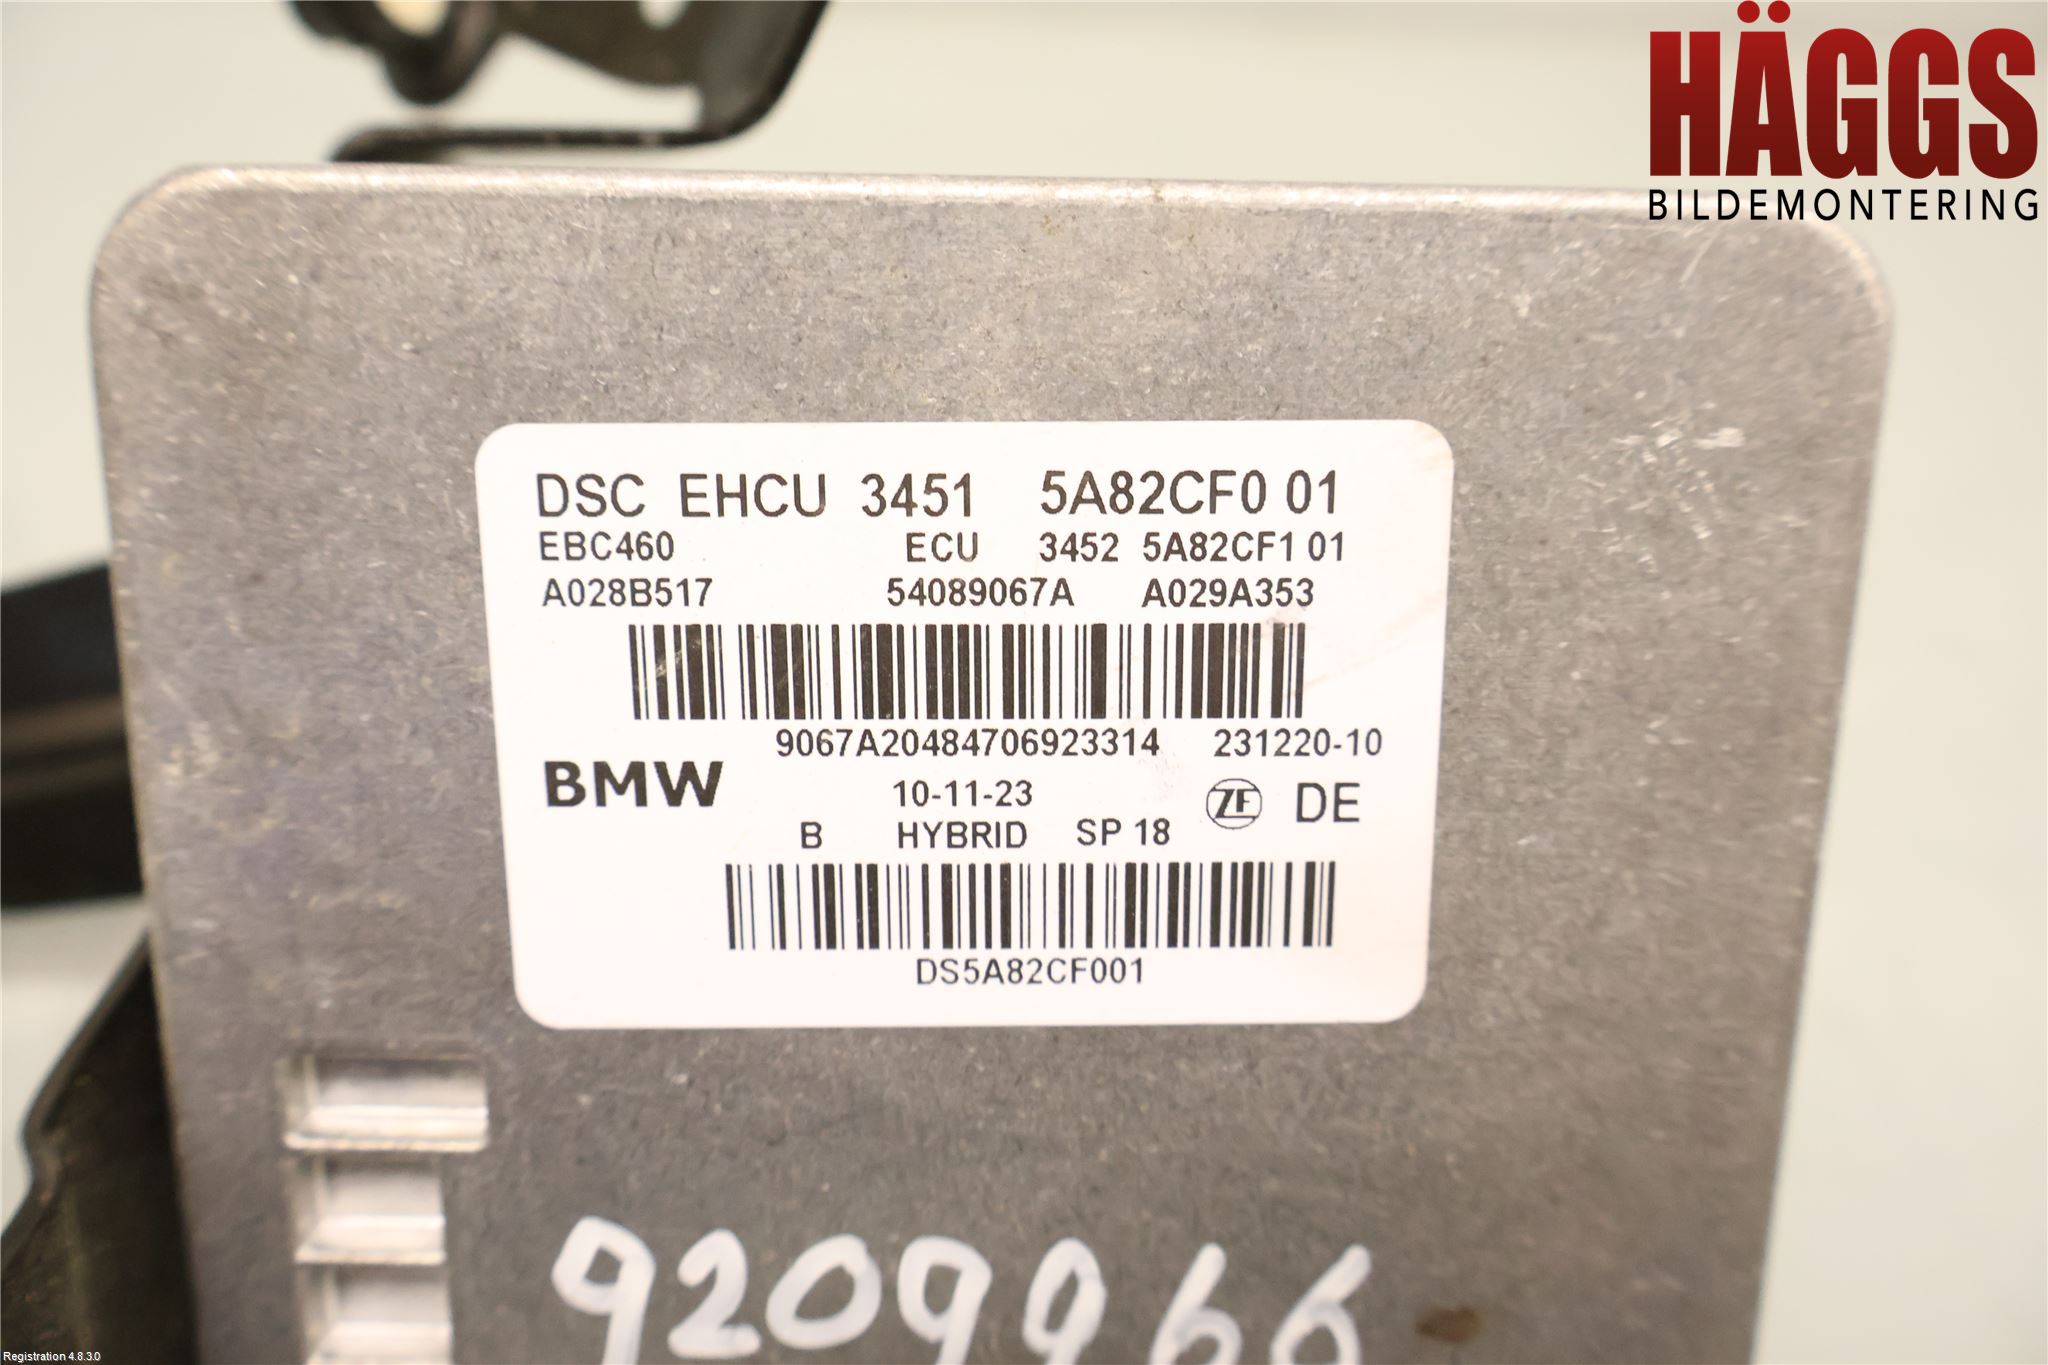 HÄGGS
BILDEMONTERING
DSC EHCU 3451 5A82CF0 01
EBC460 ECU 3452 5A82CF1 01
A028B517 54089067A A029A353
9067A20484706923314 231220-10
BMW 10-11-23 ZF DE
B HYBRID SP 18
DS5A82CF001
9209966
Registration 4.8.3.0